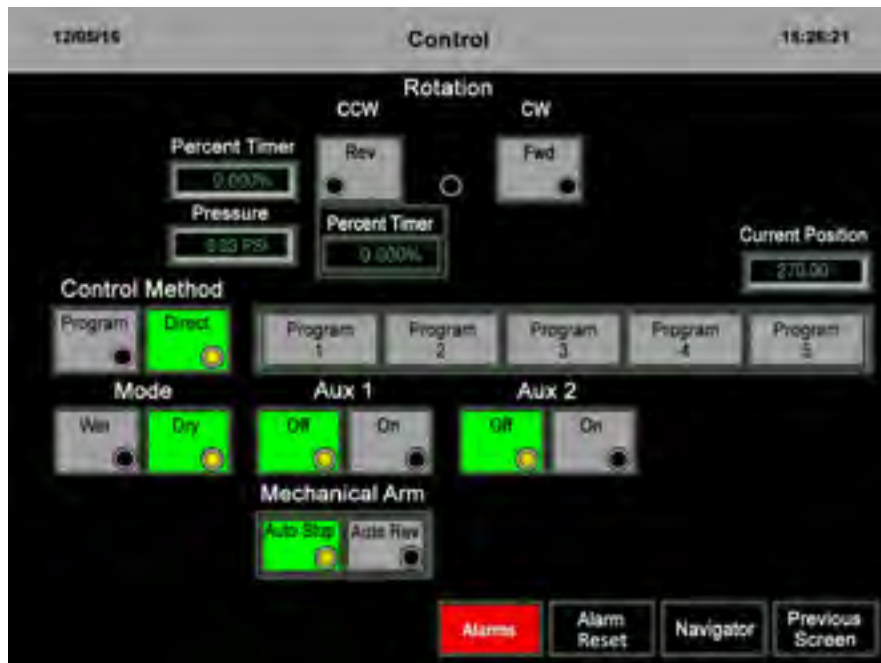 12/05/16 Control 15:26:21
Rotation
CCW CW
Percent Timer Rev Fwd
0.000%
Pressure Percent Timer
PSI 0.000%
Current Position
270.00
Control Method
Program Direct Program 1 Program 2 Program 3 Program 4 Program 5
Mode Aux 1 Aux 2
Wet Dry Off On Off On
Mechanical Arm
Auto Stop Auto Rev
Alarms Alarm Reset Navigator Previous Screen